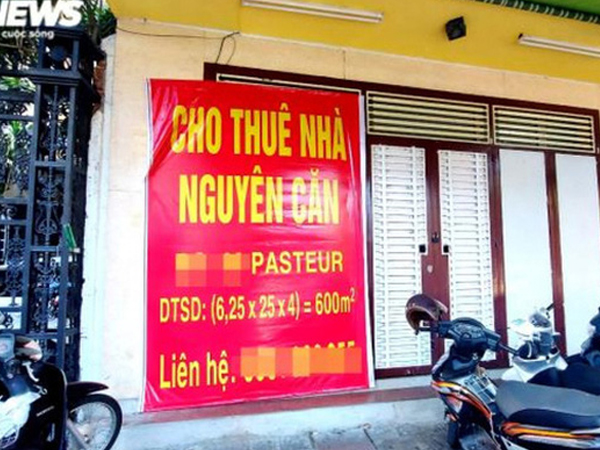 NEWS
cuộc sống
CHO THUÊ NHÀ
NGUYÊN CĂN
PASTEUR
DTSD: (6,25 x 25 x 4) = 600m²
Liên hệ.